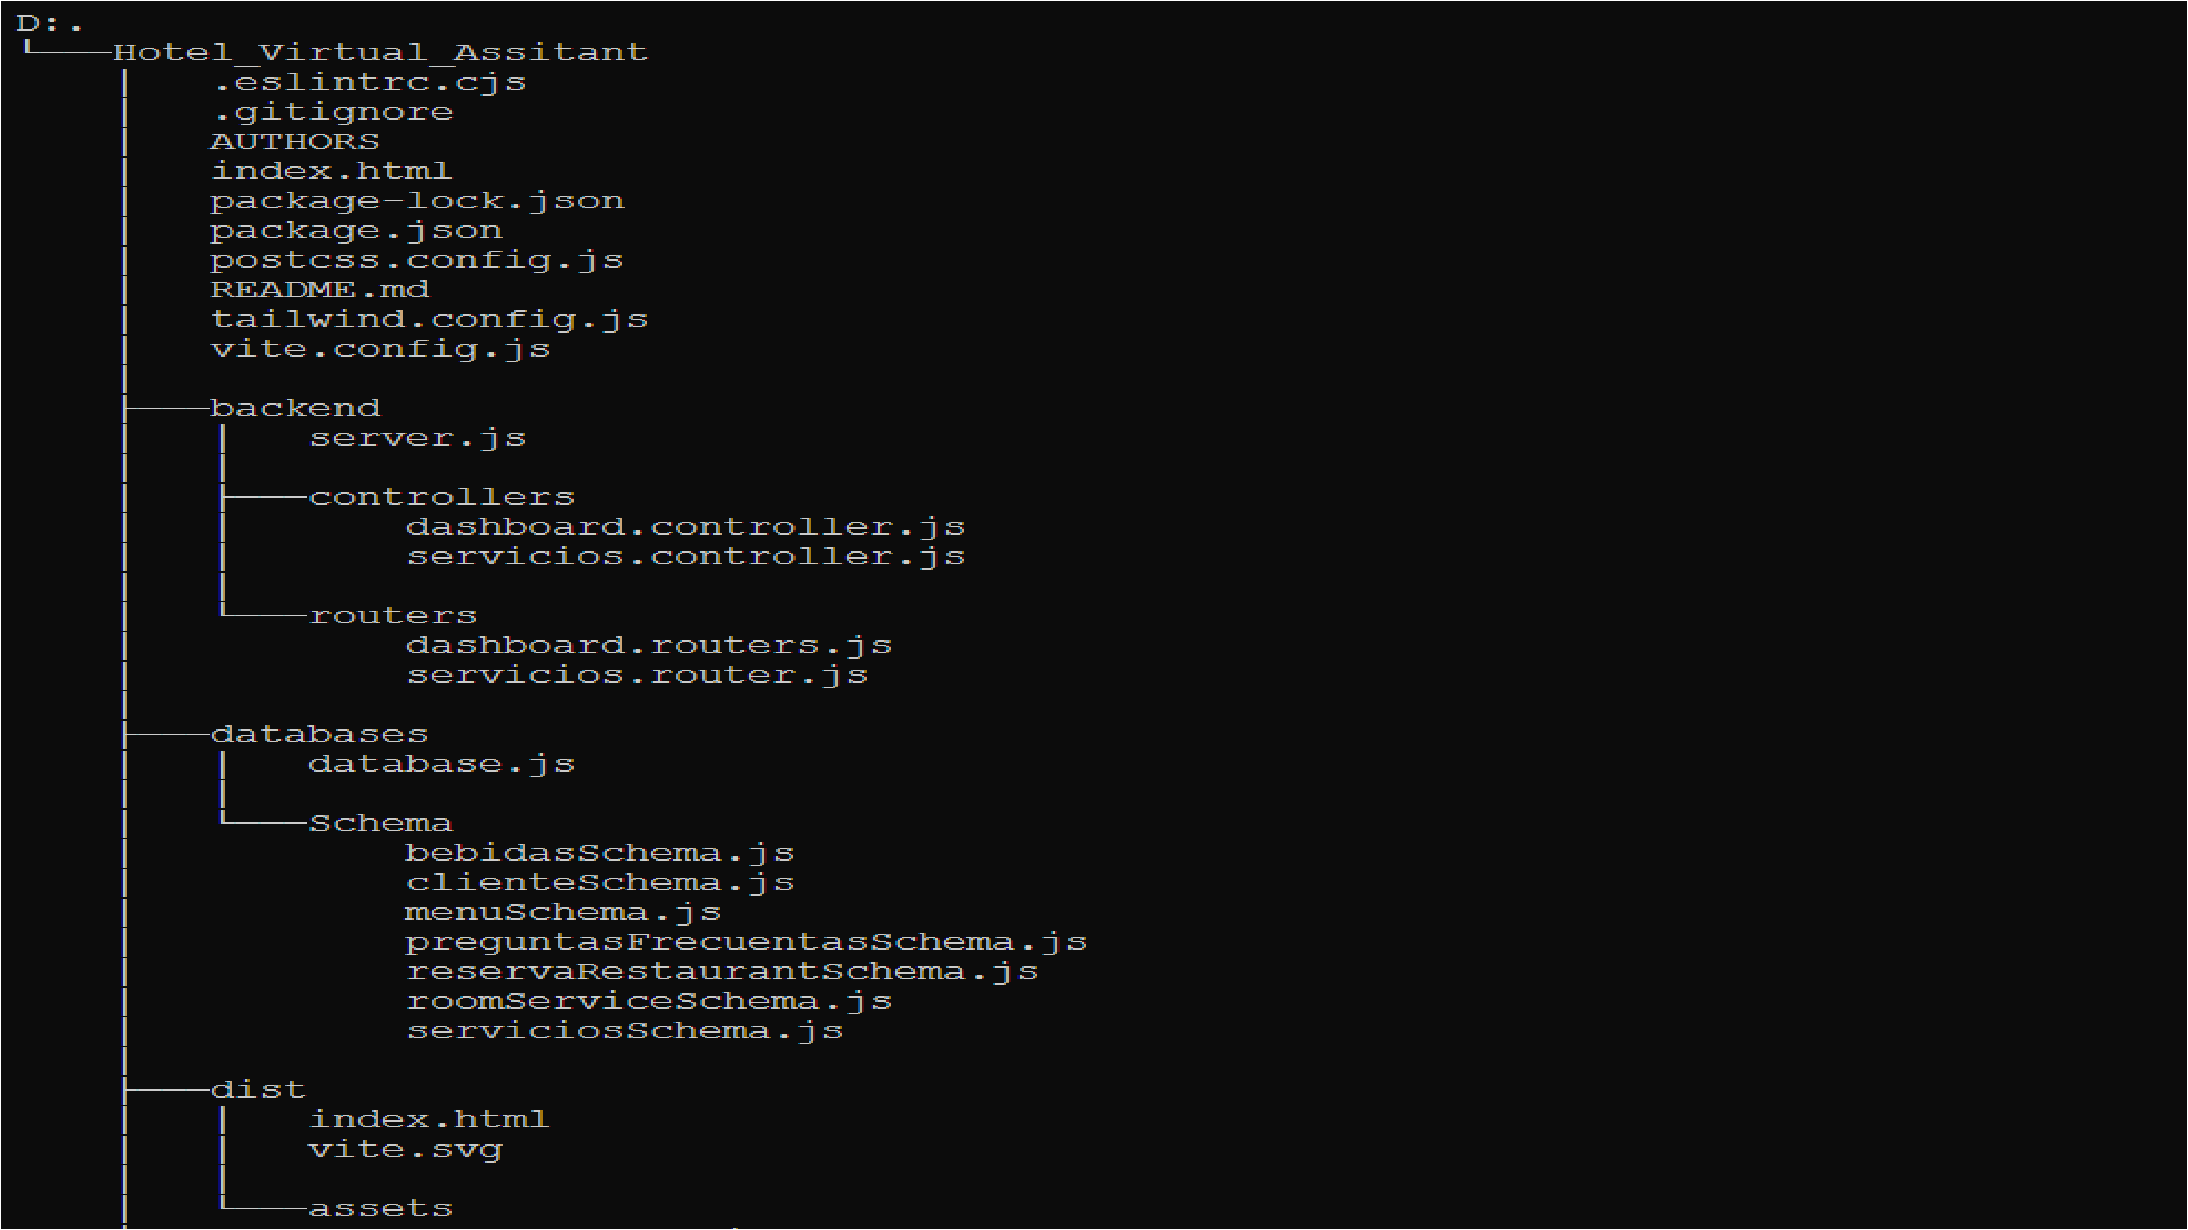 D:.
└───Hotel_Virtual_Assitant
    │   .eslintrc.cjs
    │   .gitignore
    │   AUTHORS
    │   index.html
    │   package-lock.json
    │   package.json
    │   postcss.config.js
    │   README.md
    │   tailwind.config.js
    │   vite.config.js
    │
    ├───backend
    │   │   server.js
    │   │
    │   ├───controllers
    │   │       dashboard.controller.js
    │   │       servicios.controller.js
    │   │
    │   └───routers
    │           dashboard.routers.js
    │           servicios.router.js
    │
    ├───databases
    │   │   database.js
    │   │
    │   └───Schema
    │           bebidasSchema.js
    │           clienteSchema.js
    │           menuSchema.js
    │           preguntasFrecuentasSchema.js
    │           reservaRestaurantSchema.js
    │           roomServiceSchema.js
    │           serviciosSchema.js
    │
    ├───dist
    │   │   index.html
    │   │   vite.svg
    │   │
    │   └───assets